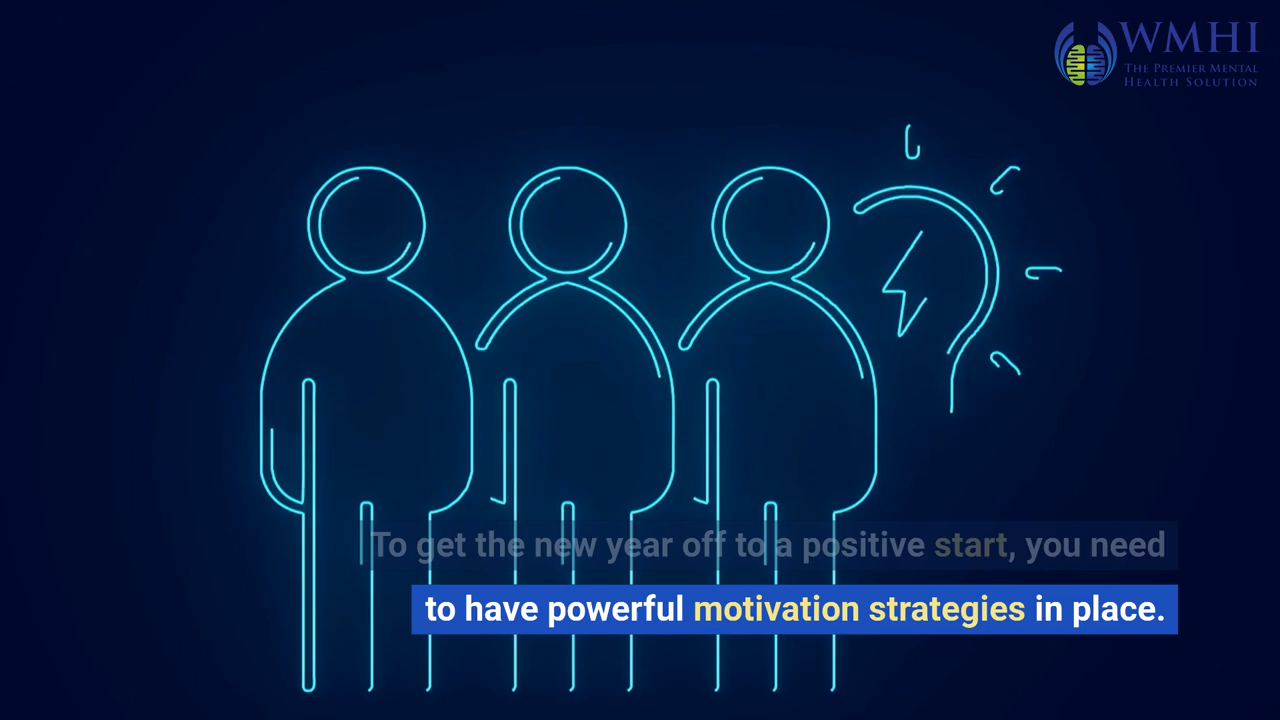 WMHI
THE PREMIER MENTAL
HEALTH SOLUTION
To get the new year off to a positive start, you need
to have powerful motivation strategies in place.